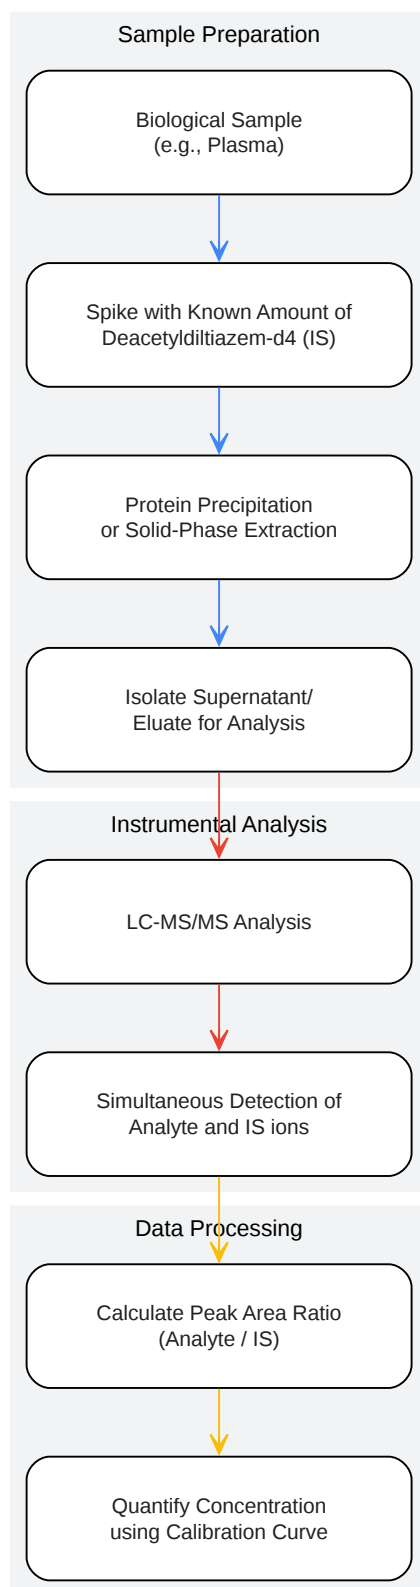 Sample Preparation
Biological Sample
(e.g., Plasma)
Spike with Known Amount of
Deacetyldiltiazem-d4 (IS)
Protein Precipitation
or Solid-Phase Extraction
Isolate Supernatant/
Eluate for Analysis
Instrumental Analysis
LC-MS/MS Analysis
Simultaneous Detection of
Analyte and IS ions
Data Processing
Calculate Peak Area Ratio
(Analyte / IS)
Quantify Concentration
using Calibration Curve